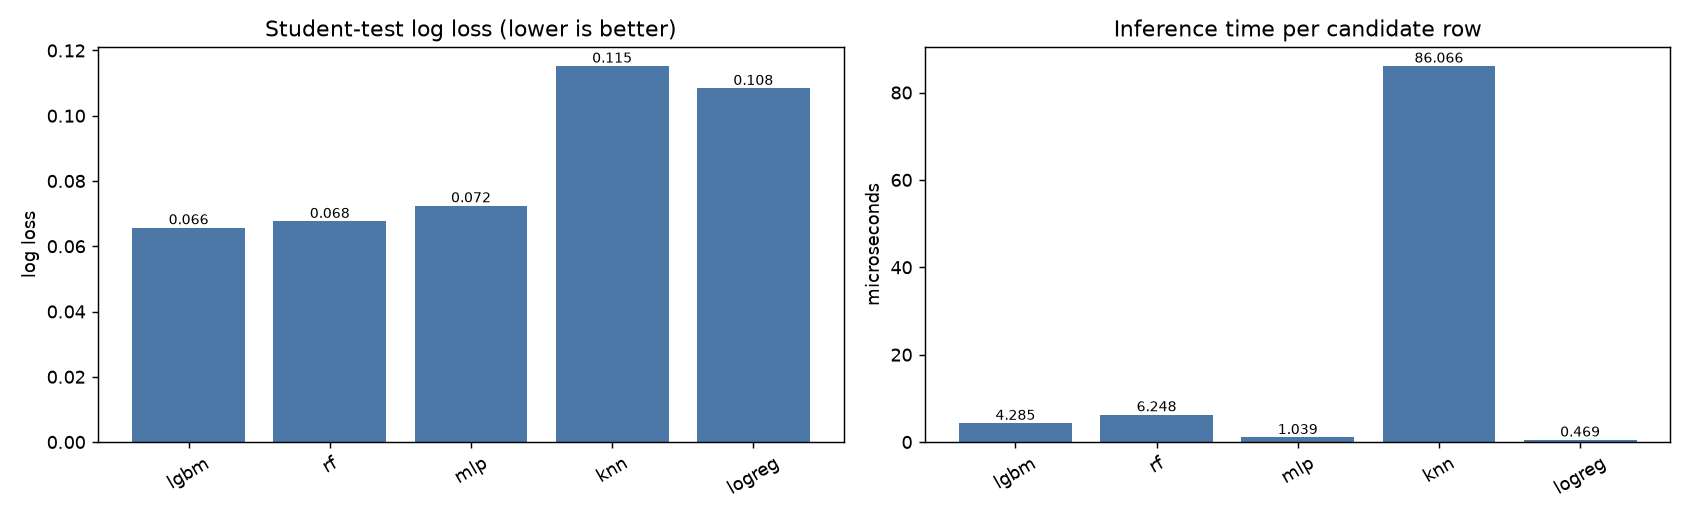 Student-test log loss (lower is better)
log loss
0.12
0.10
0.08
0.06
0.04
0.02
0.00
0.066
0.068
0.072
0.115
0.108
lgbm
rf
mlp
knn
logreg
Inference time per candidate row
microseconds
80
60
40
20
0
4.285
6.248
1.039
86.066
0.469
lgbm
rf
mlp
knn
logreg